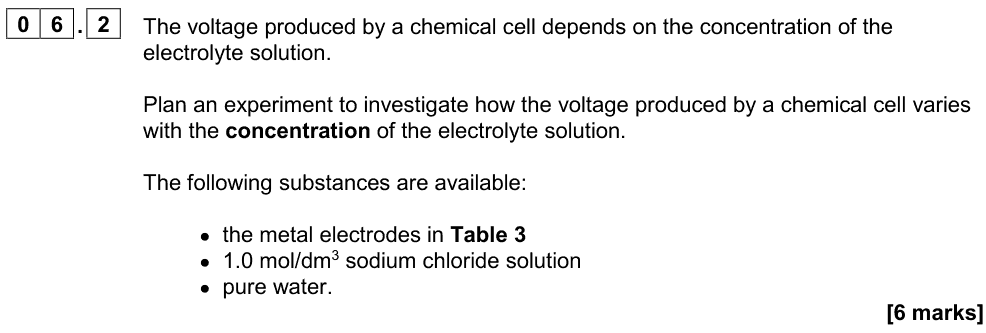 0 6 . 2 The voltage produced by a chemical cell depends on the concentration of the
electrolyte solution.
Plan an experiment to investigate how the voltage produced by a chemical cell varies
with the concentration of the electrolyte solution.
The following substances are available:
• the metal electrodes in Table 3
• 1.0 mol/dm³ sodium chloride solution
• pure water.
[6 marks]